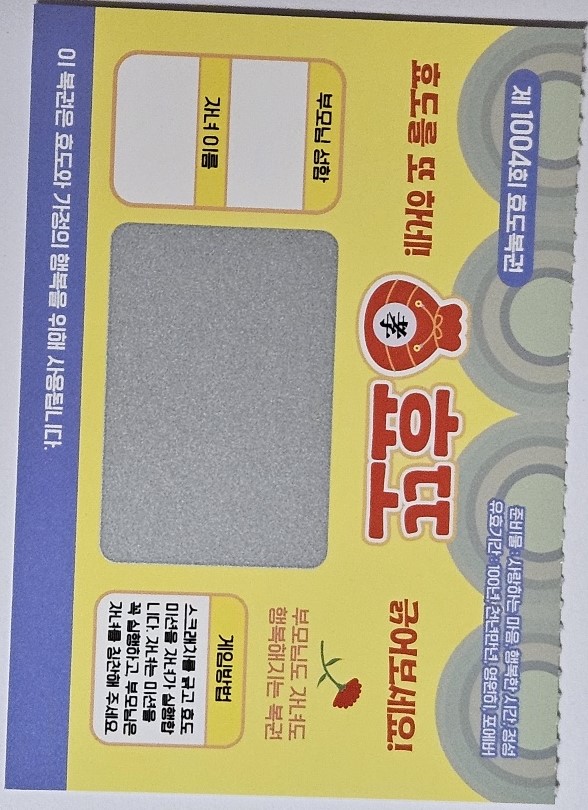 제 1004회 효도복권
준비물 : 사랑하는 마음, 행복한 시간, 정성
유효기간 : 100년, 천년만년, 영원히, 포에버
효도를 또 하네!!
孝
효또
긁어보세요!
부모님 성함
자녀 이름
부모님도 자녀도
행복해지는 복권
게임방법
스크래치를 긁고 효도
미션을 자녀가 실행합
니다. 자녀는 미션을
꼭 실행하고, 부모님은
자녀를 칭찬해 주세요
이 복권은 효도와 가정의 행복을 위해 사용됩니다.